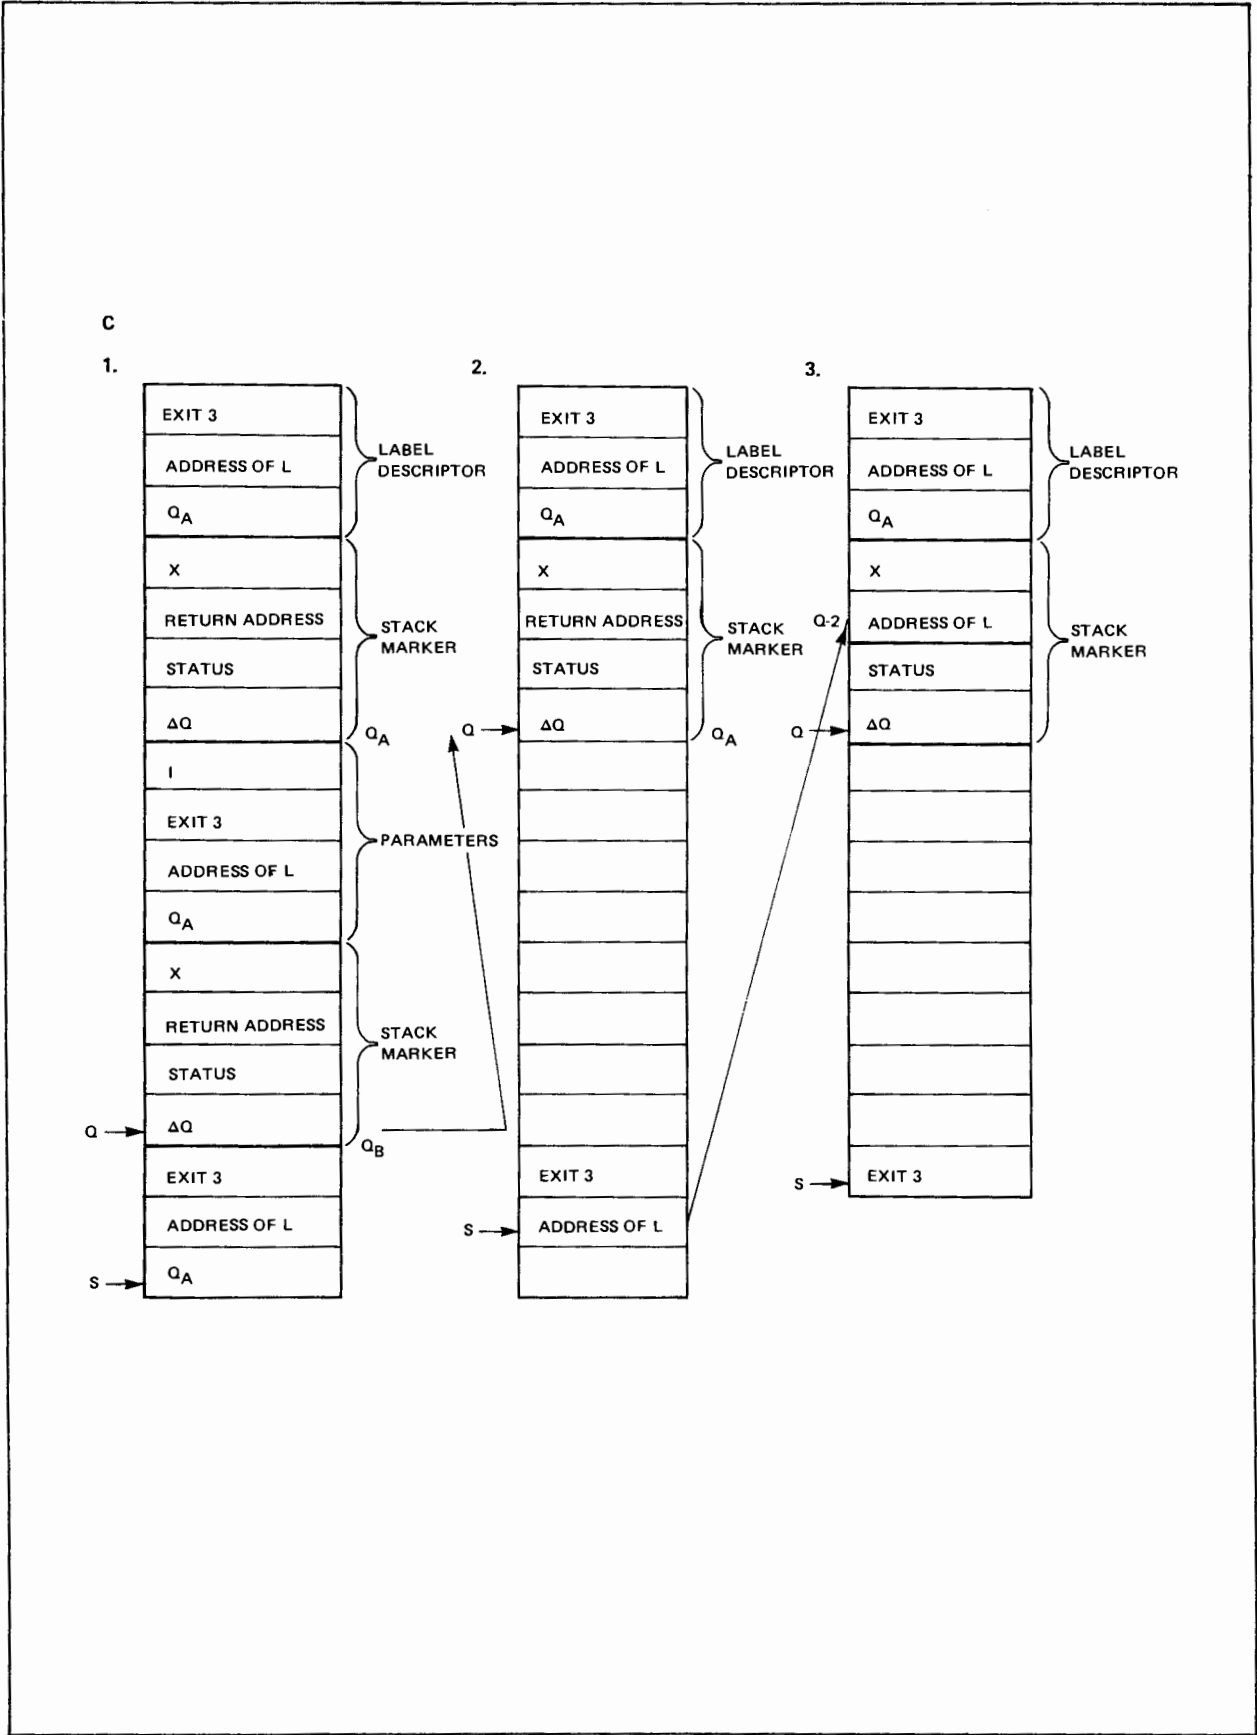 C
1.
EXIT 3
ADDRESS OF L
QA
LABEL
DESCRIPTOR
X
RETURN ADDRESS
STATUS
ΔQ
STACK
MARKER
QA
I
EXIT 3
ADDRESS OF L
QA
PARAMETERS
X
RETURN ADDRESS
STATUS
Q
ΔQ
STACK
MARKER
QB
EXIT 3
ADDRESS OF L
S
QA
2.
EXIT 3
ADDRESS OF L
QA
LABEL
DESCRIPTOR
X
RETURN ADDRESS
STATUS
Q
ΔQ
STACK
MARKER
QA
EXIT 3
S
ADDRESS OF L
3.
EXIT 3
ADDRESS OF L
QA
LABEL
DESCRIPTOR
X
Q-2
ADDRESS OF L
STATUS
Q
ΔQ
STACK
MARKER
S
EXIT 3